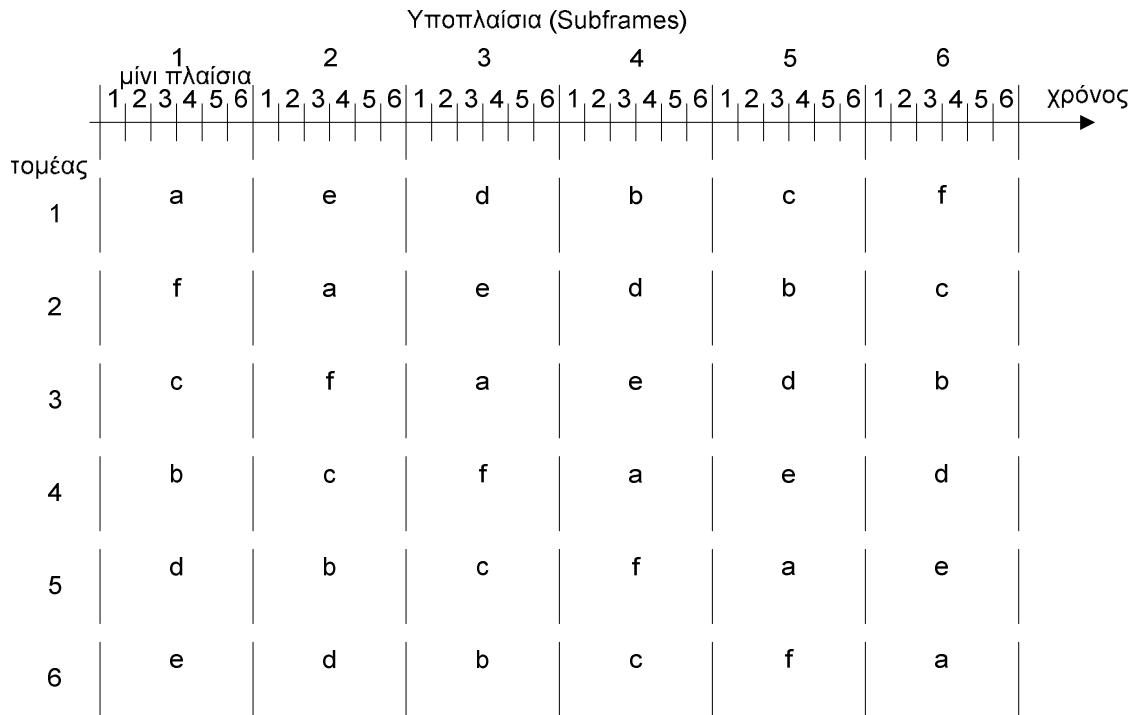 Υποπλαίσια (Subframes)
1 2 3 4 5 6
μίνι πλαίσια
1 2 3 4 5 6 1 2 3 4 5 6 1 2 3 4 5 6 1 2 3 4 5 6 1 2 3 4 5 6 1 2 3 4 5 6 χρόνος
τομέας
1 a e d b c f
2 f a e d b c
3 c f a e d b
4 b c f a e d
5 d b c f a e
6 e d b c f a